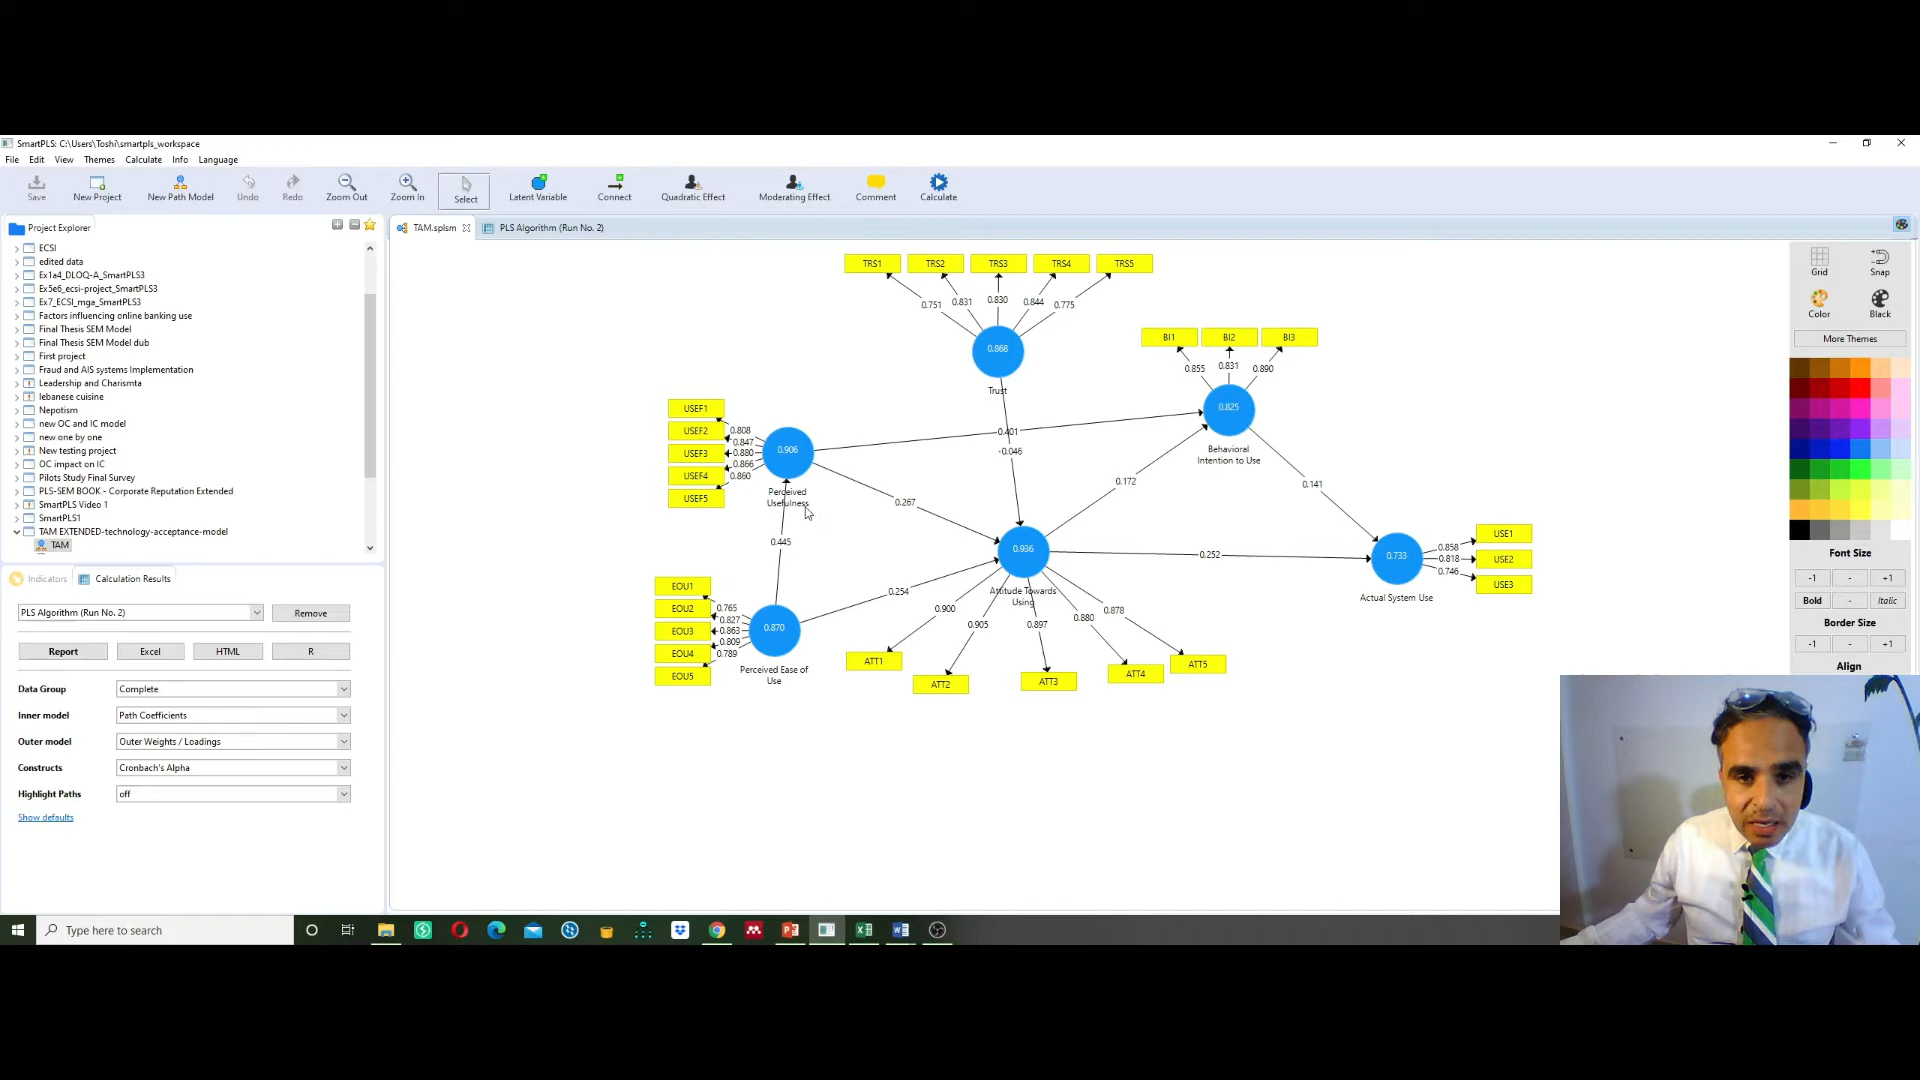 SmartPLS: C:\Users\Toshi\smartpls_workspace
File Edit View Themes Calculate Info Language
Save New Project New Path Model Undo Redo Zoom Out Zoom In Select Latent Variable Connect Quadratic Effect Moderating Effect Comment Calculate
Project Explorer
TAM.splsm PLS Algorithm (Run No. 2)
ECSI
edited data
Ex1a4_DLOQ-A_SmartPLS3
Ex5e6_ecsi-project_SmartPLS3
Ex7_ECSI_mga_SmartPLS3
Factors influencing online banking use
Final Thesis SEM Model
Final Thesis SEM Model dub
First project
Fraud and AIS systems Implementation
Leadership and Charismta
lebanese cuisine
Nepotism
new OC and IC model
new one by one
New testing project
OC impact on IC
Pilots Study Final Survey
PLS-SEM BOOK - Corporate Reputation Extended
SmartPLS Video 1
SmartPLS1
TAM EXTENDED-technology-acceptance-model
TAM
Indicators Calculation Results
PLS Algorithm (Run No. 2) Remove
Report Excel HTML R
Data Group Complete
Inner model Path Coefficients
Outer model Outer Weights / Loadings
Constructs Cronbach's Alpha
Highlight Paths off
Show defaults
TRS1 TRS2 TRS3 TRS4 TRS5
0.751 0.831 0.830 0.844 0.775
0.868
Trust
BI1 BI2 BI3
0.855 0.831 0.890
0.825
Behavioral
Intention to Use
USEF1
USEF2
USEF3
USEF4
USEF5
0.808
0.847
0.880
0.866
0.860
0.906
Perceived
Usefulness
0.401
-0.046
0.172
0.141
0.267
0.445
0.254
0.252
EOU1
EOU2
EOU3
EOU4
EOU5
0.765
0.827
0.863
0.809
0.789
0.870
Perceived Ease of
Use
0.936
Attitude Towards
Using
0.900 0.905 0.897 0.880 0.878
ATT1 ATT2 ATT3 ATT4 ATT5
0.733
Actual System Use
0.858
0.818
0.746
USE1
USE2
USE3
Grid Snap
Color Black
More Themes
Font Size
-1 - +1
Bold - Italic
Border Size
-1 - +1
Align
Type here to search